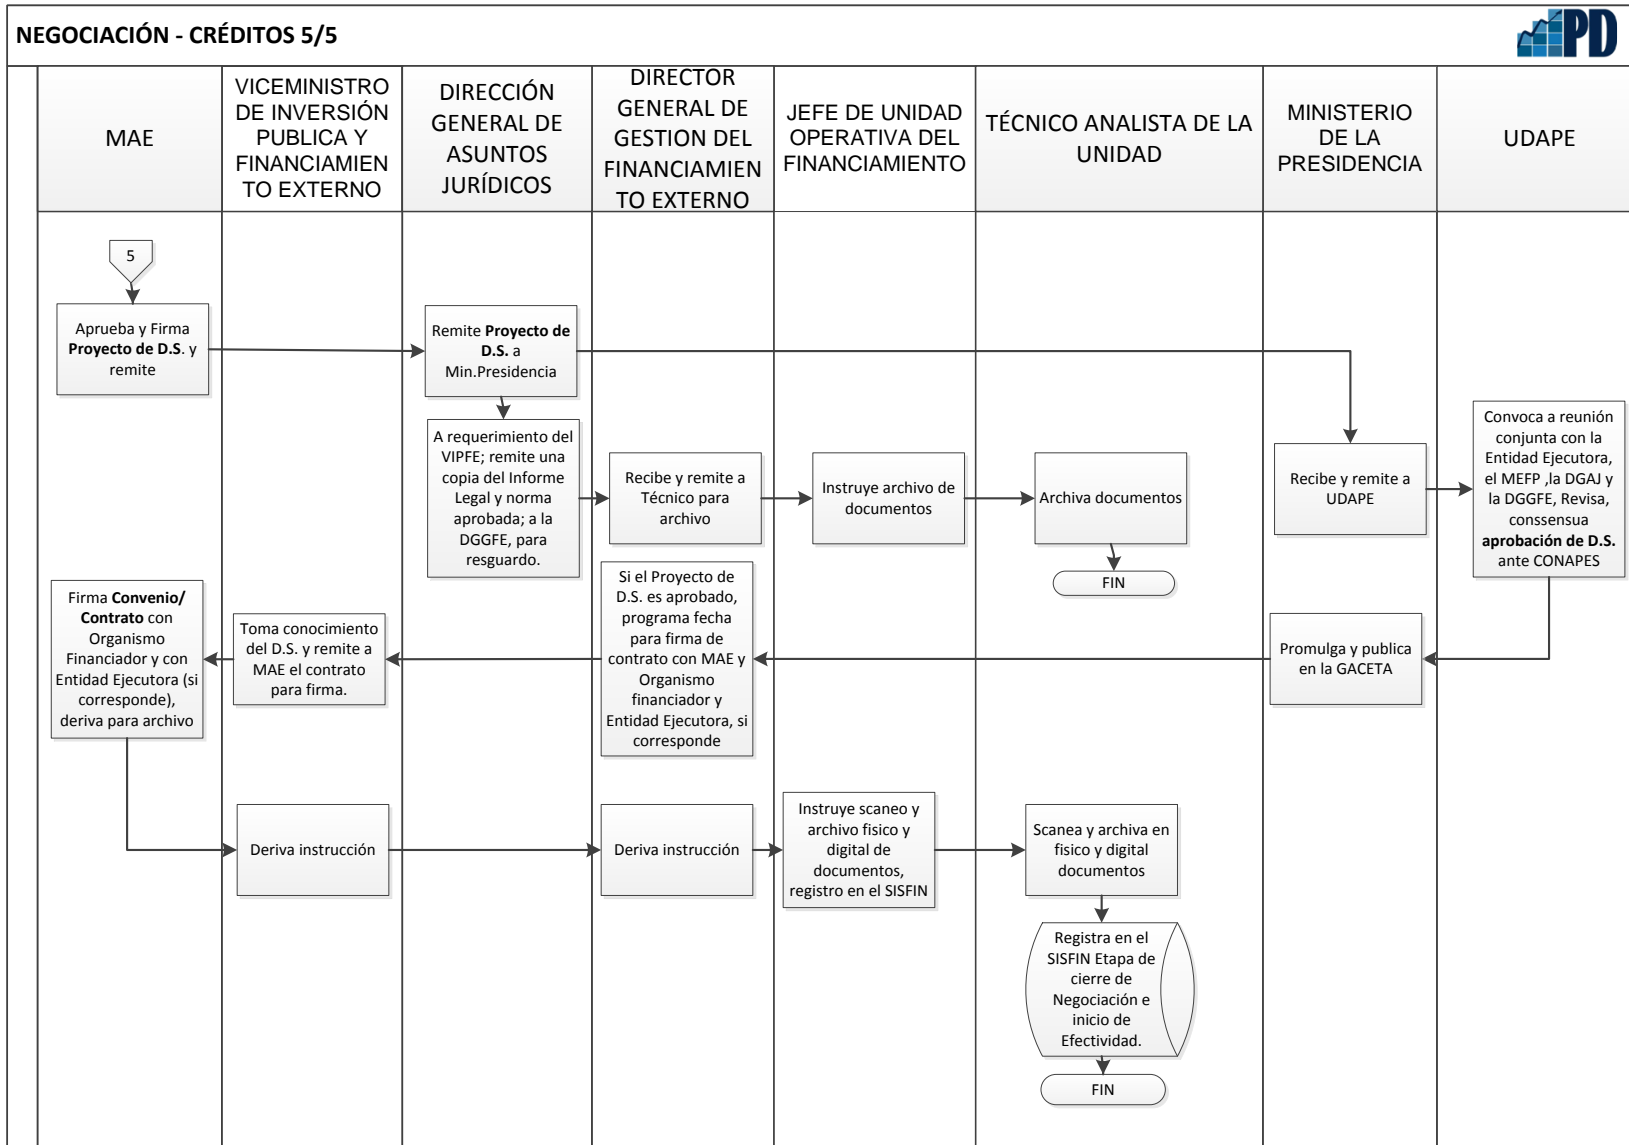 NEGOCIACIÓN - CRÉDITOS 5/5
PD
MAE
VICEMINISTRO
DE INVERSIÓN
PUBLICA Y
FINANCIAMIEN
TO EXTERNO
DIRECCIÓN
GENERAL DE
ASUNTOS
JURÍDICOS
DIRECTOR
GENERAL DE
GESTION DEL
FINANCIAMIEN
TO EXTERNO
JEFE DE UNIDAD
OPERATIVA DEL
FINANCIAMIENTO
TÉCNICO ANALISTA DE LA
UNIDAD
MINISTERIO
DE LA
PRESIDENCIA
UDAPE
5
Aprueba y Firma
Proyecto de D.S. y
remite
Remite Proyecto de
D.S. a
Min.Presidencia
A requerimiento del
VIPFE; remite una
copia del Informe
Legal y norma
aprobada; a la
DGGFE, para
resguardo.
Recibe y remite a
Técnico para
archivo
Instruye archivo de
documentos
Archiva documentos
FIN
Recibe y remite a
UDAPE
Convoca a reunión
conjunta con la
Entidad Ejecutora,
el MEFP ,la DGAJ y
la DGGFE, Revisa,
conssensua
aprobación de D.S.
ante CONAPES
Promulga y publica
en la GACETA
Si el Proyecto de
D.S. es aprobado,
programa fecha
para firma de
contrato con MAE y
Organismo
financiador y
Entidad Ejecutora, si
corresponde
Toma conocimiento
del D.S. y remite a
MAE el contrato
para firma.
Firma Convenio/
Contrato con
Organismo
Financiador y con
Entidad Ejecutora (si
corresponde),
deriva para archivo
Deriva instrucción
Deriva instrucción
Instruye scaneo y
archivo fisico y
digital de
documentos,
registro en el SISFIN
Scanea y archiva en
fisico y digital
documentos
Registra en el
SISFIN Etapa de
cierre de
Negociación e
inicio de
Efectividad.
FIN